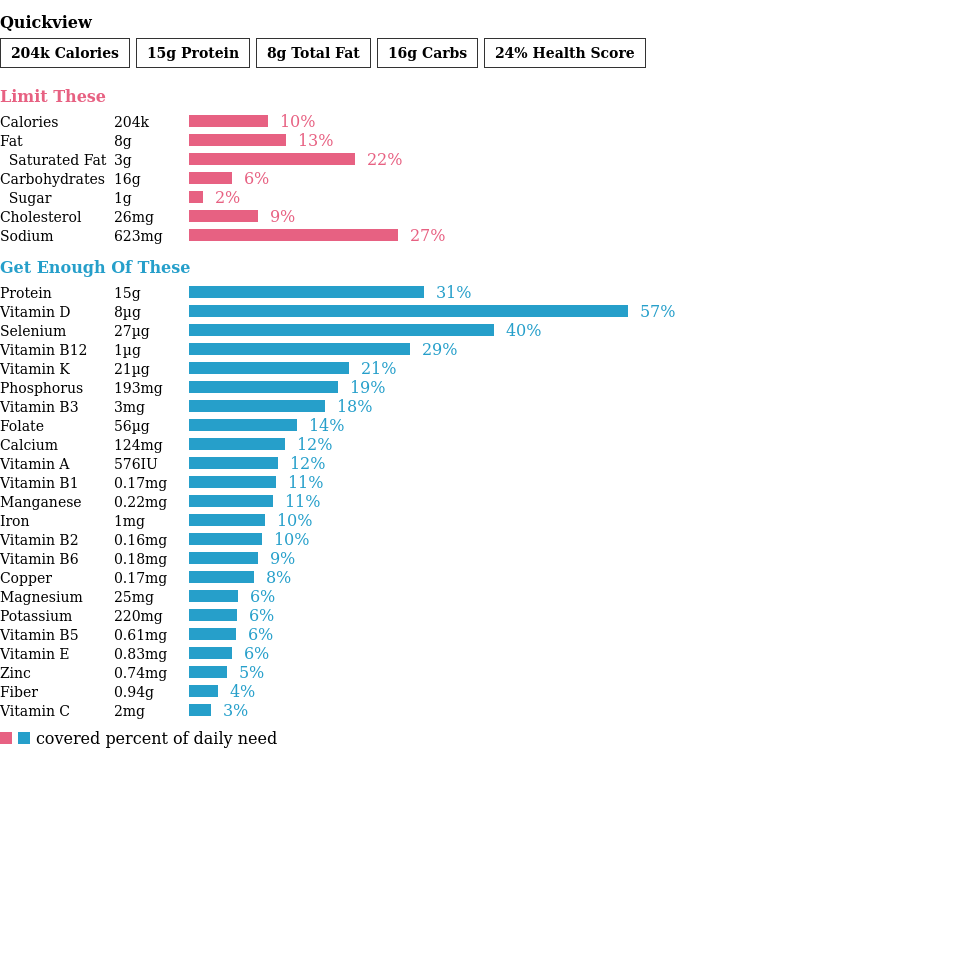 Quickview
204k Calories 15g Protein 8g Total Fat 16g Carbs 24% Health Score
Limit These
Calories 204k 10%
Fat 8g 13%
Saturated Fat 3g 22%
Carbohydrates 16g 6%
Sugar 1g 2%
Cholesterol 26mg 9%
Sodium 623mg 27%
Get Enough Of These
Protein 15g 31%
Vitamin D 8µg 57%
Selenium 27µg 40%
Vitamin B12 1µg 29%
Vitamin K 21µg 21%
Phosphorus 193mg 19%
Vitamin B3 3mg 18%
Folate 56µg 14%
Calcium 124mg 12%
Vitamin A 576IU 12%
Vitamin B1 0.17mg 11%
Manganese 0.22mg 11%
Iron 1mg 10%
Vitamin B2 0.16mg 10%
Vitamin B6 0.18mg 9%
Copper 0.17mg 8%
Magnesium 25mg 6%
Potassium 220mg 6%
Vitamin B5 0.61mg 6%
Vitamin E 0.83mg 6%
Zinc 0.74mg 5%
Fiber 0.94g 4%
Vitamin C 2mg 3%
covered percent of daily need